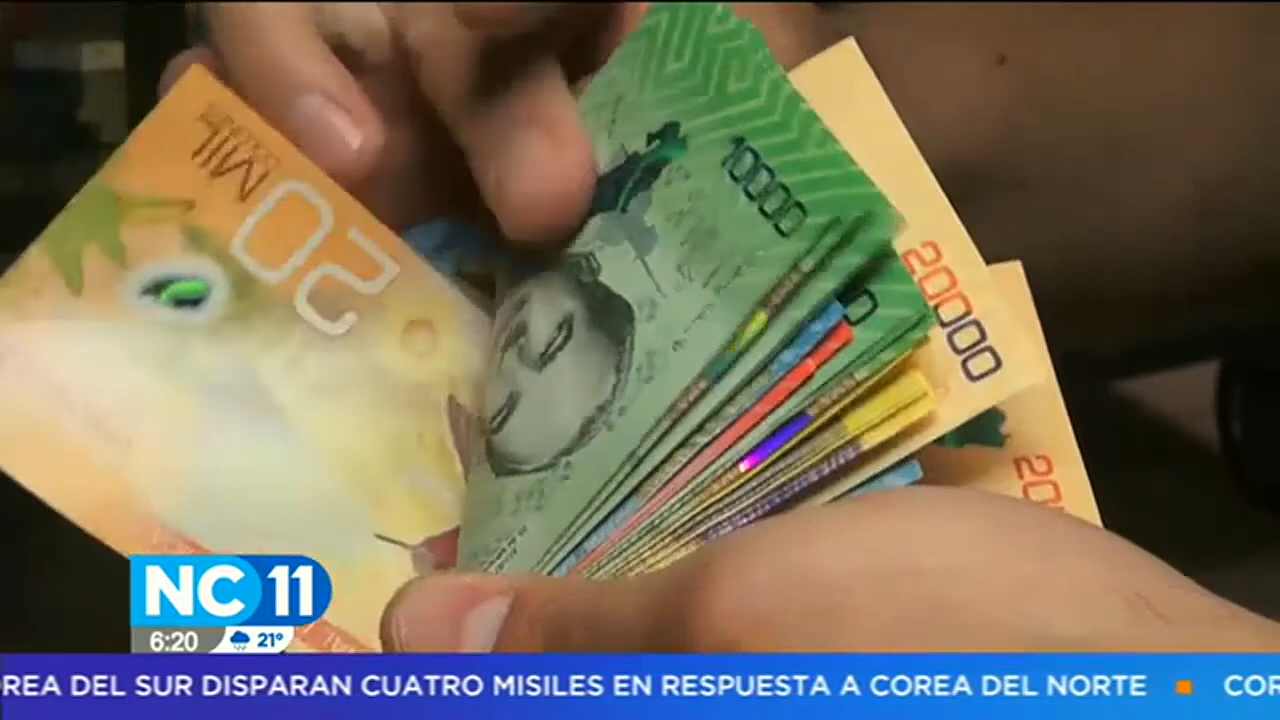 MIL
20
10000
20000
20
NC 11
6:20 21°
REA DEL SUR DISPARAN CUATRO MISILES EN RESPUESTA A COREA DEL NORTE ▪ COR